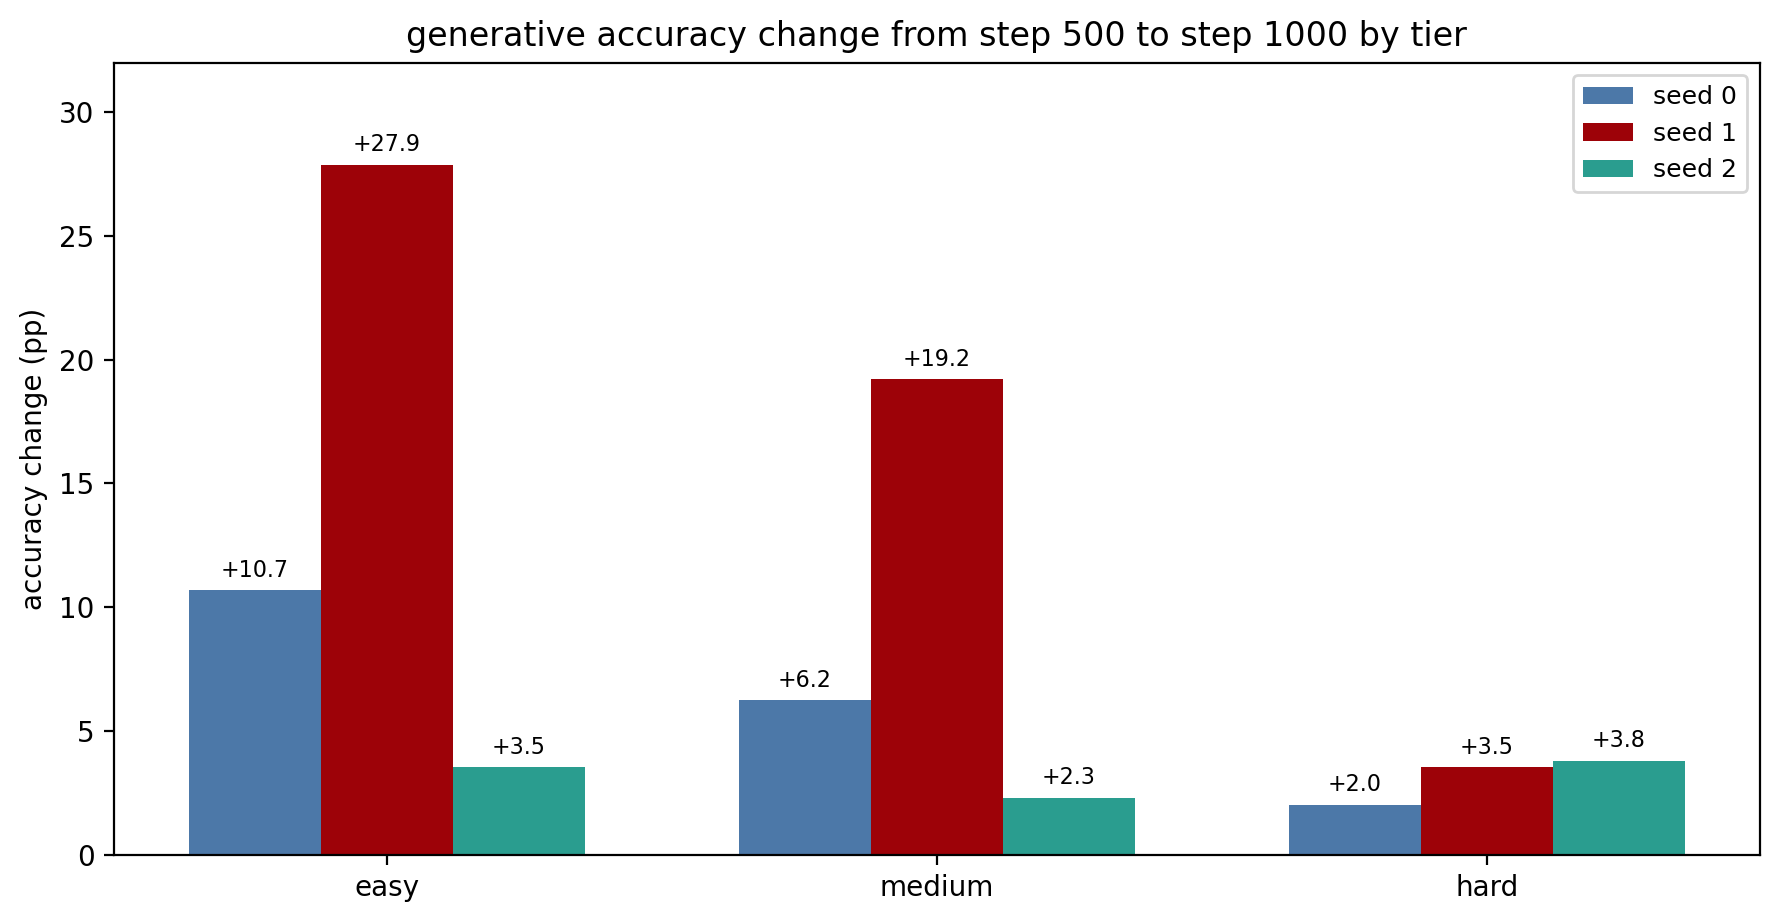 generative accuracy change from step 500 to step 1000 by tier
accuracy change (pp)
30
25
20
15
10
5
0
seed 0
seed 1
seed 2
+10.7
+27.9
+3.5
+6.2
+19.2
+2.3
+2.0
+3.5
+3.8
easy
medium
hard